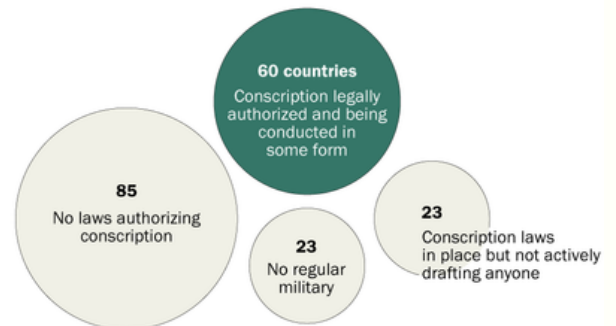 60 countries
Conscription legally
authorized and being
conducted in
some form
85
No laws authorizing
conscription
23
No regular
military
23
Conscription laws
in place but not actively
drafting anyone